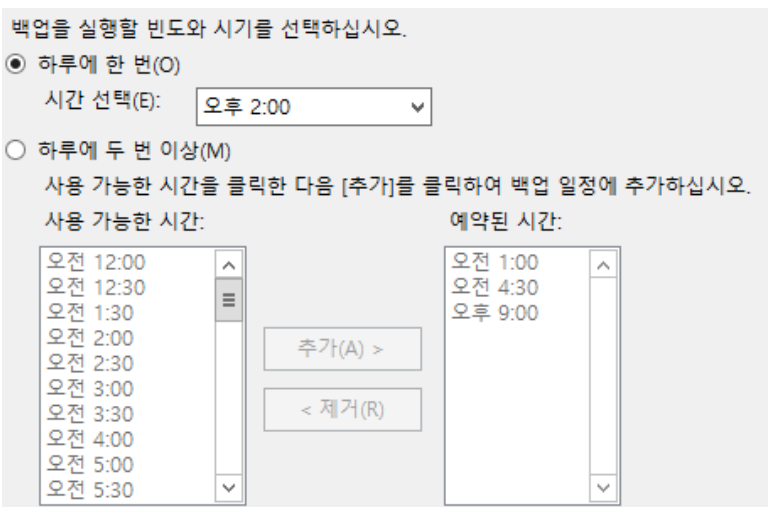 백업을 실행할 빈도와 시기를 선택하십시오.
하루에 한 번(O)
시간 선택(E): 오후 2:00
하루에 두 번 이상(M)
사용 가능한 시간을 클릭한 다음 [추가]를 클릭하여 백업 일정에 추가하십시오.
사용 가능한 시간:
오전 12:00
오전 12:30
오전 1:30
오전 2:00
오전 2:30
오전 3:00
오전 3:30
오전 4:00
오전 5:00
오전 5:30
추가(A) >
< 제거(R)
예약된 시간:
오전 1:00
오전 4:30
오후 9:00